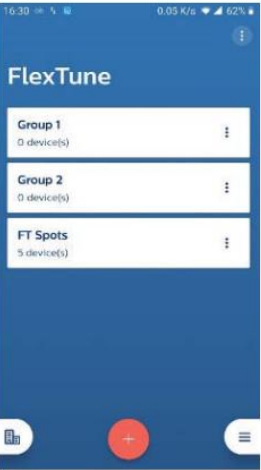 16:30 0.05 K/s 62%
FlexTune
Group 1
0 device(s)
Group 2
0 device(s)
FT Spots
5 device(s)
+